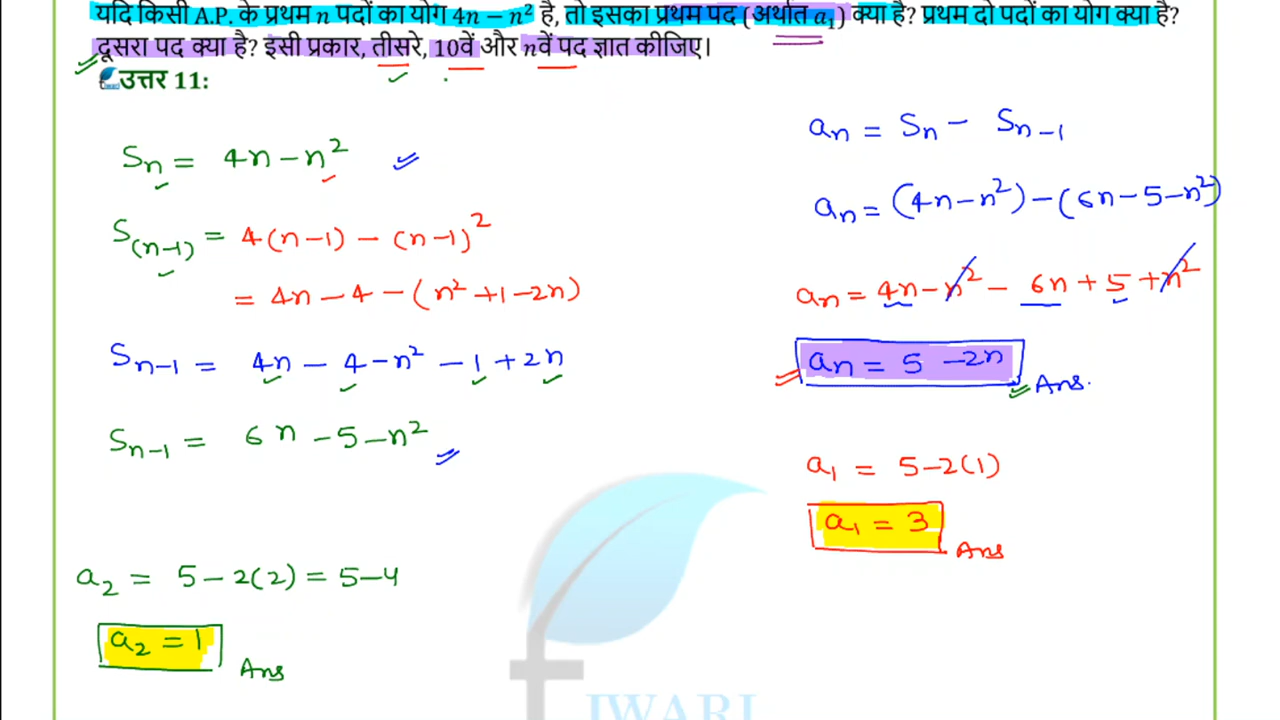 यदि किसी A.P. के प्रथम n पदों का योग 4n − n² है, तो इसका प्रथम पद (अर्थात a₁) क्या है? प्रथम दो पदों का योग क्या है?
दूसरा पद क्या है? इसी प्रकार, तीसरे, 10वें और nवें पद ज्ञात कीजिए।
उत्तर 11:
Sₙ = 4n − n²
S₍ₙ₋₁₎ = 4(n−1) − (n−1)²
= 4n − 4 − (n² + 1 − 2n)
Sₙ₋₁ = 4n − 4 − n² − 1 + 2n
Sₙ₋₁ = 6n − 5 − n²
a₂ = 5 − 2(2) = 5 − 4
a₂ = 1
Ans
aₙ = Sₙ − Sₙ₋₁
aₙ = (4n − n²) − (6n − 5 − n²)
aₙ = 4n − n² − 6n + 5 + n²
aₙ = 5 − 2n
Ans.
a₁ = 5 − 2(1)
a₁ = 3
Ans
IWARI